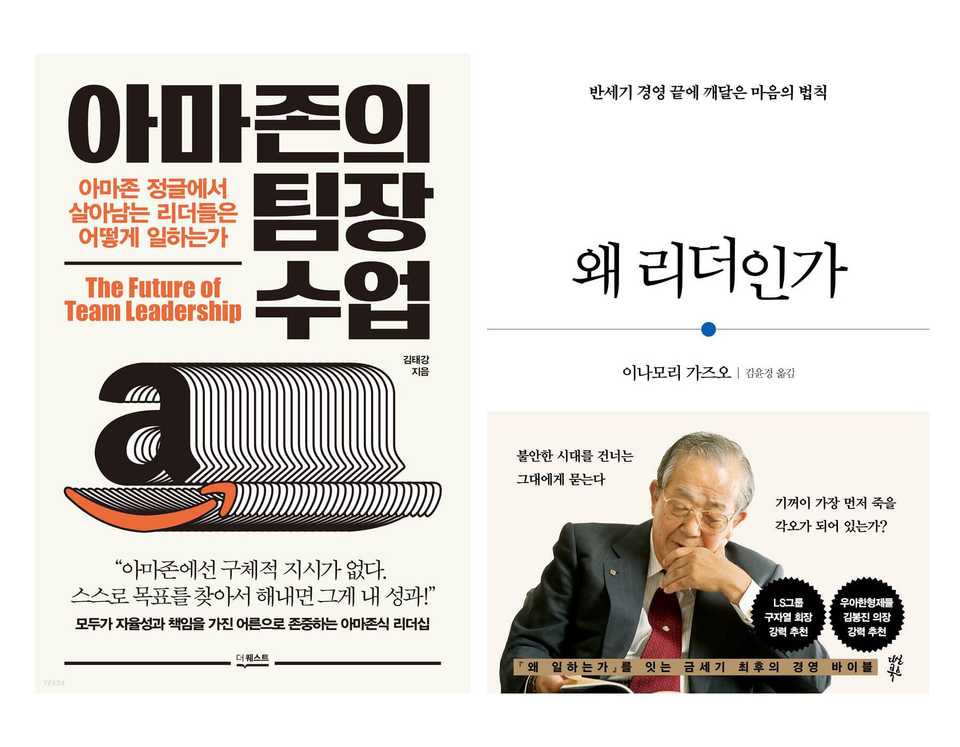 아마존의
팀장
수업
아마존 정글에서
살아남는 리더들은
어떻게 일하는가
The Future of
Team Leadership
김태강
지음
a
“아마존에선 구체적 지시가 없다.
스스로 목표를 찾아서 해내면 그게 내 성과!”
모두가 자율성과 책임을 가진 어른으로 존중하는 아마존식 리더십
더퀘스트
YES24
반세기 경영 끝에 깨달은 마음의 법칙
왜 리더인가
이나모리 가즈오 | 김윤경 옮김
불안한 시대를 건너는
그대에게 묻는다
기꺼이 가장 먼저 죽을
각오가 되어 있는가?
LS그룹
구자열 회장
강력 추천
우아한형제들
김봉진 의장
강력 추천
『왜 일하는가』를 잇는 금세기 최후의 경영 바이블
다산
북스